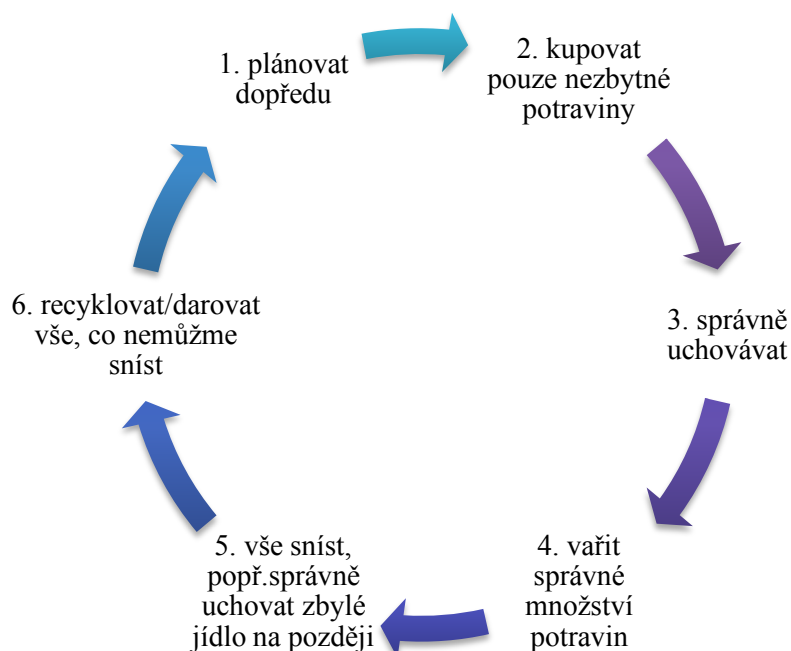 1. plánovat
dopředu
2. kupovat
pouze nezbytné
potraviny
3. správně
uchovávat
4. vařit
správné
množství
potravin
5. vše sníst,
popř.správně
uchovat zbylé
jídlo na později
6. recyklovat/darovat
vše, co nemůžme
sníst